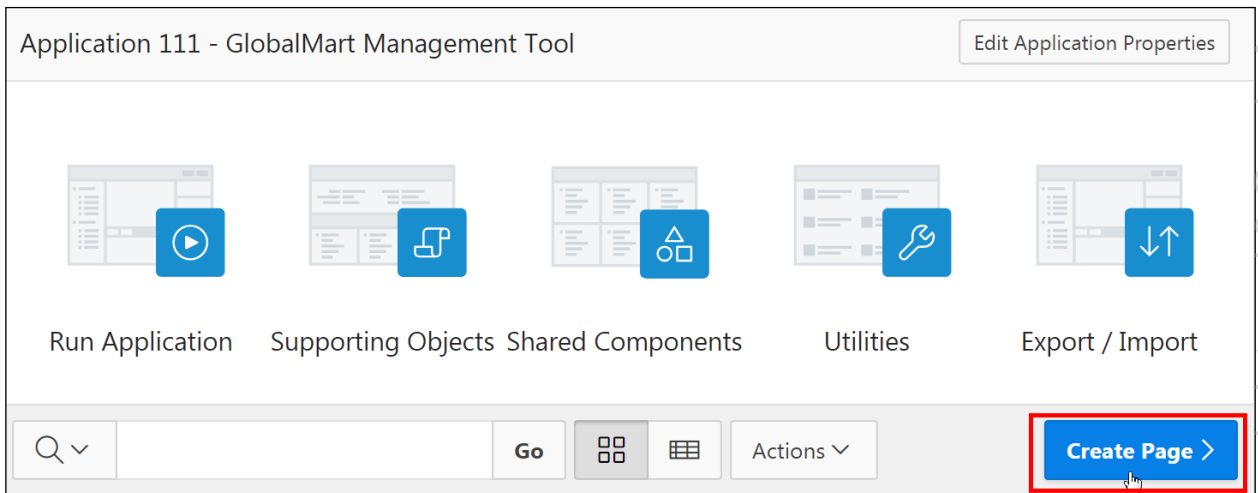 Application 111 - GlobalMart Management Tool
Edit Application Properties
Run Application
Supporting Objects
Shared Components
Utilities
Export / Import
Go
Actions
Create Page